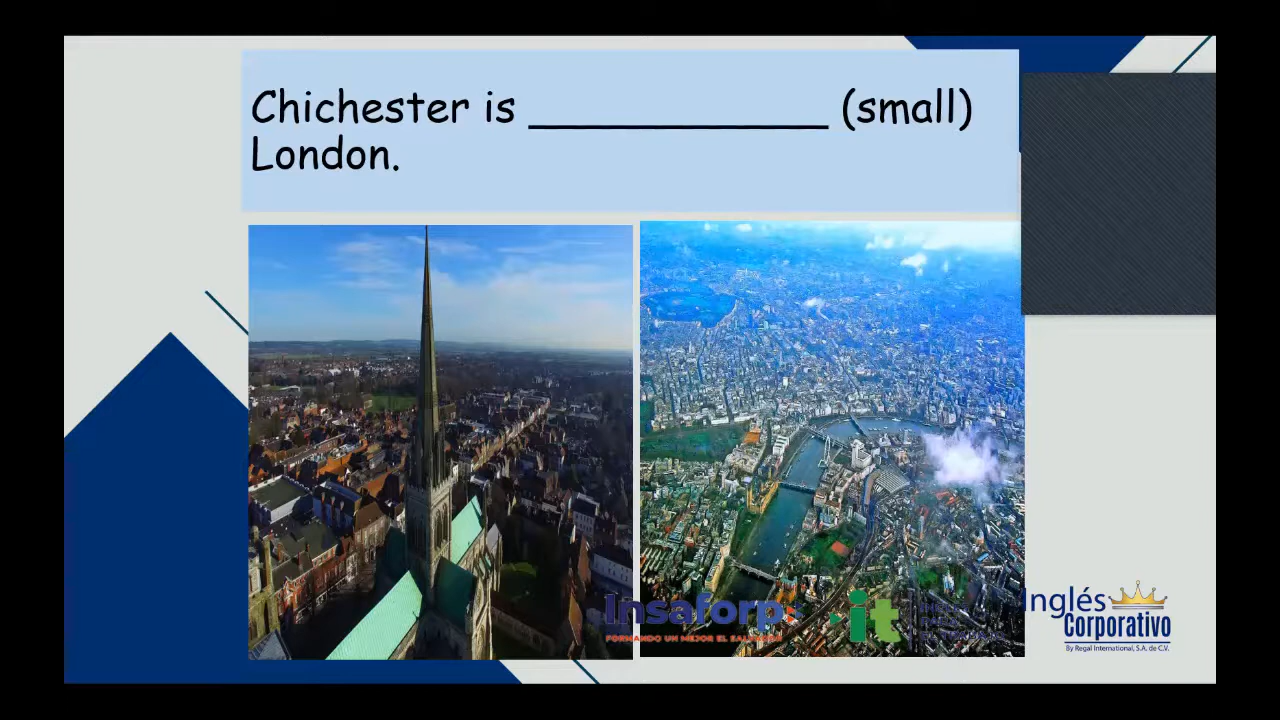 Chichester is ____________ (small)
London.
Insaforp
FORMANDO UN MEJOR EL SALVADOR
it
Inglés
Corporativo
By Regal International, S.A. de C.V.